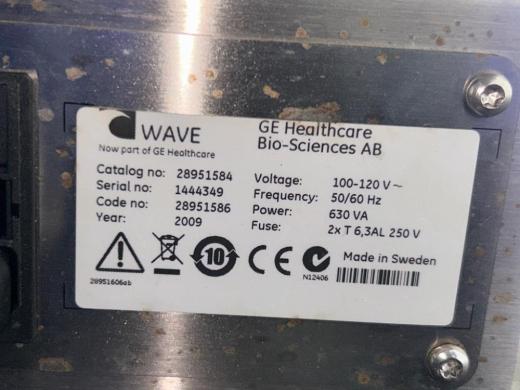 WAVE
Now part of GE Healthcare
GE Healthcare
Bio-Sciences AB
Catalog no: 28951584
Serial no: 1444349
Code no: 28951586
Year: 2009
Voltage: 100-120 V ~
Frequency: 50/60 Hz
Power: 630 VA
Fuse: 2x T 6,3AL 250 V
10
CE
N12406
Made in Sweden
28951606ab